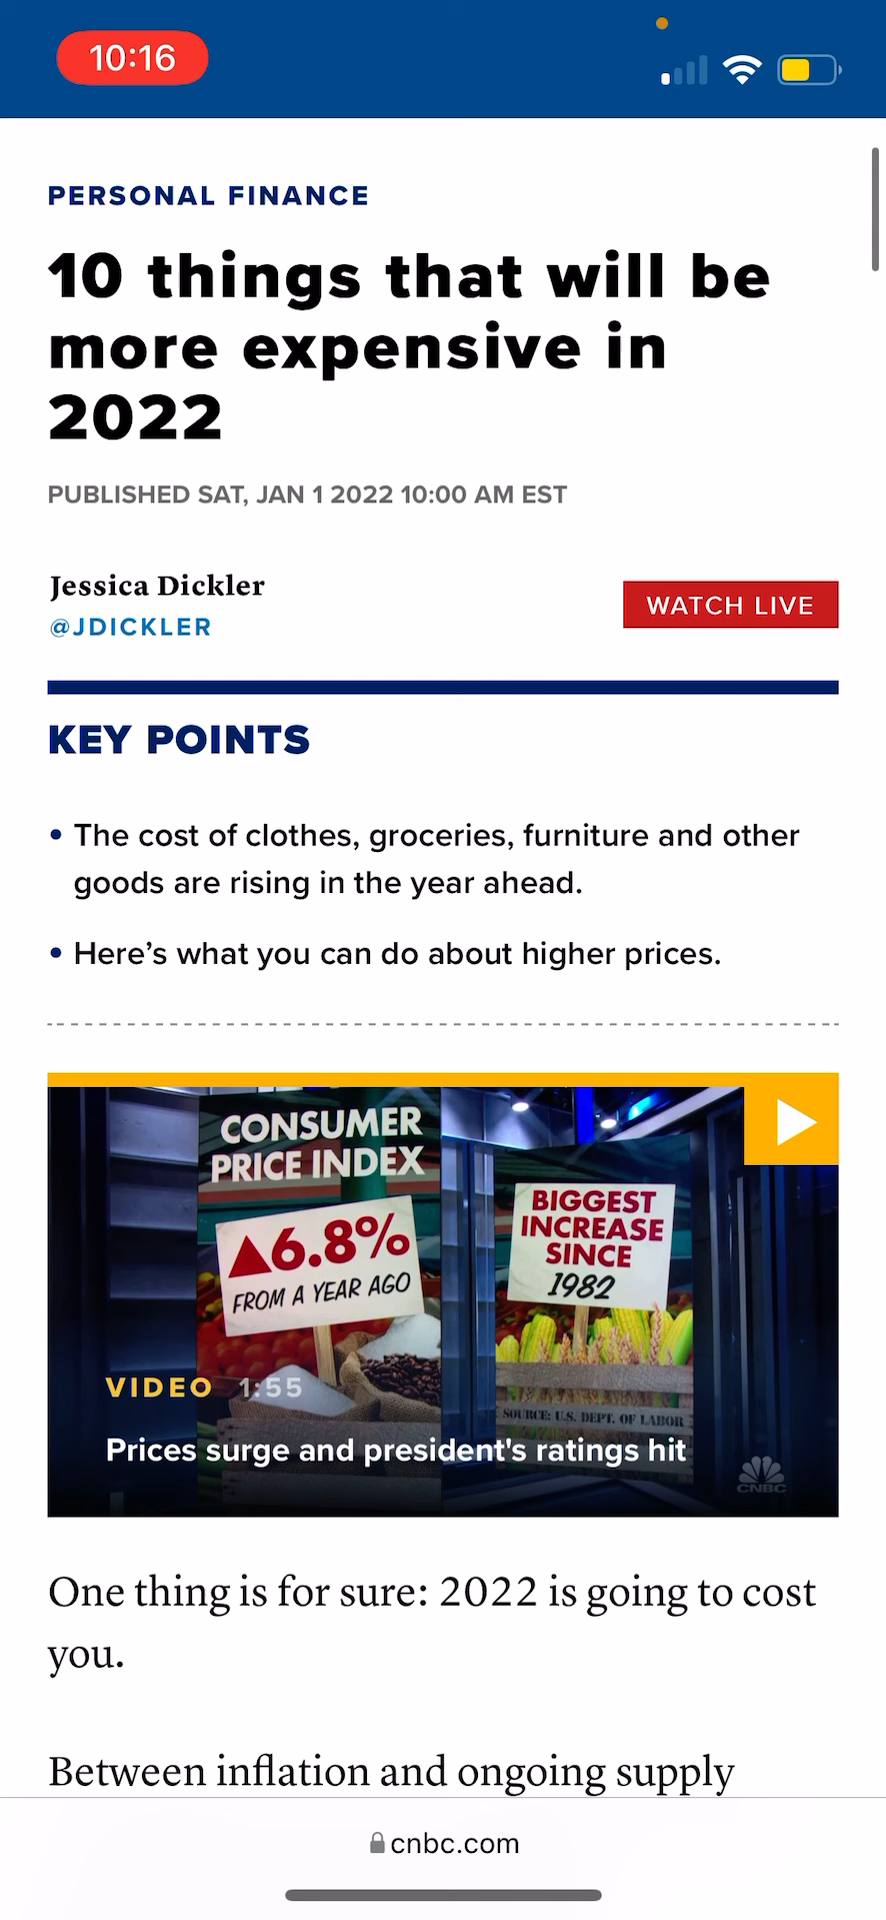 10:16
PERSONAL FINANCE
10 things that will be
more expensive in
2022
PUBLISHED SAT, JAN 1 2022 10:00 AM EST
Jessica Dickler
@JDICKLER
WATCH LIVE
KEY POINTS
• The cost of clothes, groceries, furniture and other
goods are rising in the year ahead.
• Here's what you can do about higher prices.
CONSUMER
PRICE INDEX
▲6.8%
FROM A YEAR AGO
BIGGEST
INCREASE
SINCE
1982
SOURCE: U.S. DEPT. OF LABOR
VIDEO 1:55
Prices surge and president's ratings hit
CNBC
One thing is for sure: 2022 is going to cost
you.
Between inflation and ongoing supply
cnbc.com